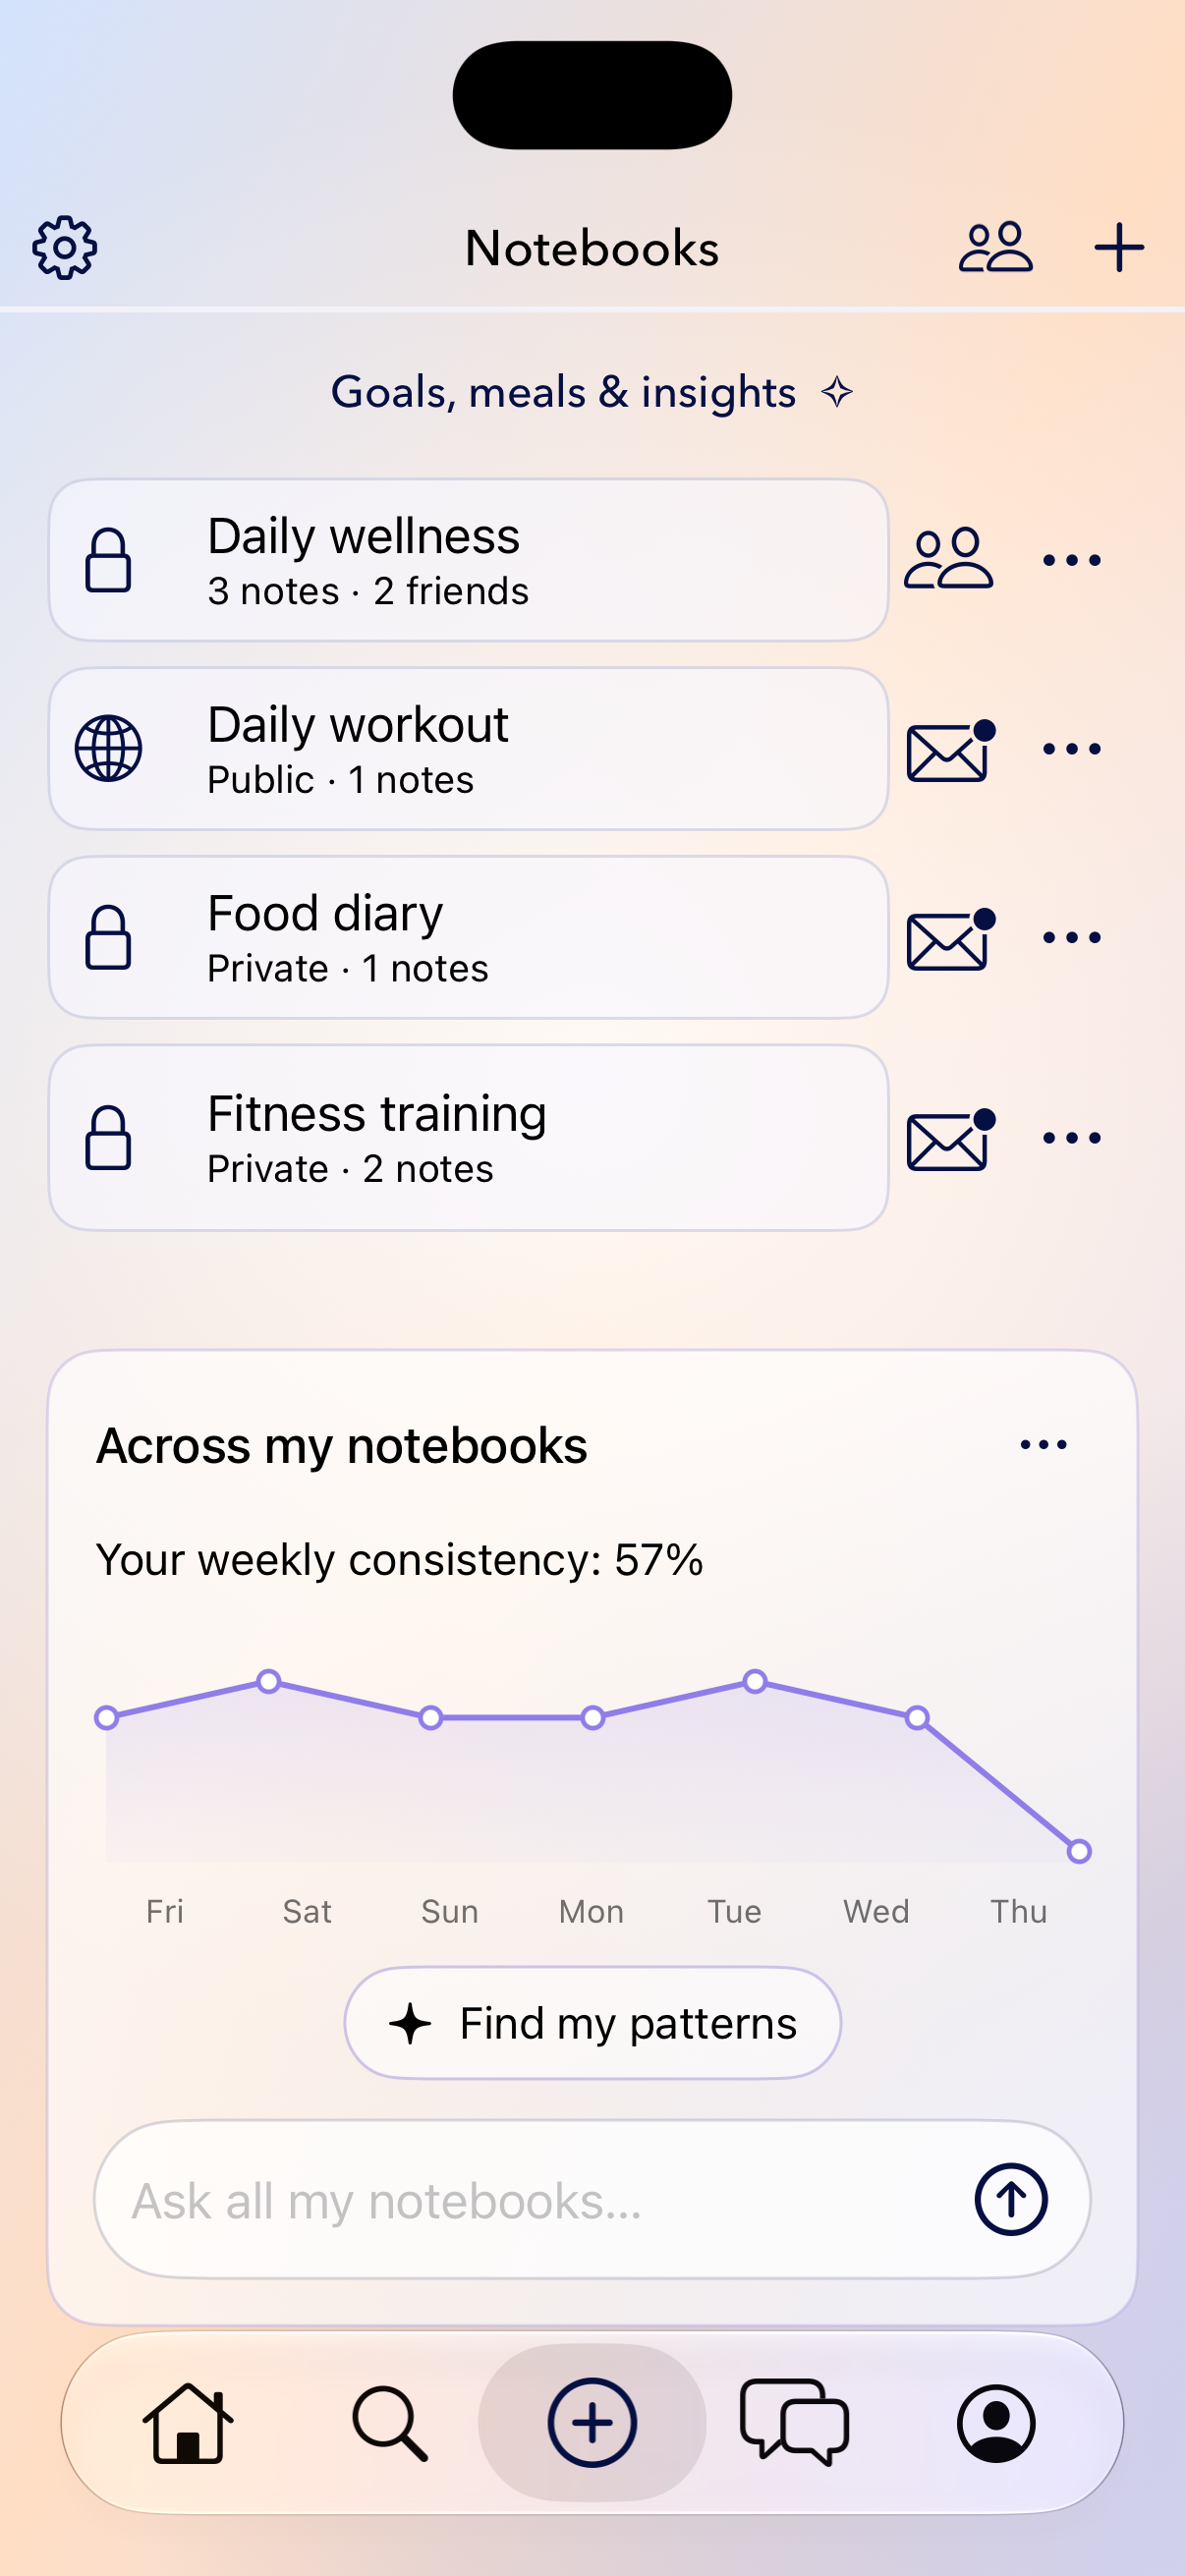 Notebooks
Goals, meals & insights
Daily wellness
3 notes · 2 friends
Daily workout
Public · 1 notes
Food diary
Private · 1 notes
Fitness training
Private · 2 notes
Across my notebooks
Your weekly consistency: 57%
Fri Sat Sun Mon Tue Wed Thu
Find my patterns
Ask all my notebooks...